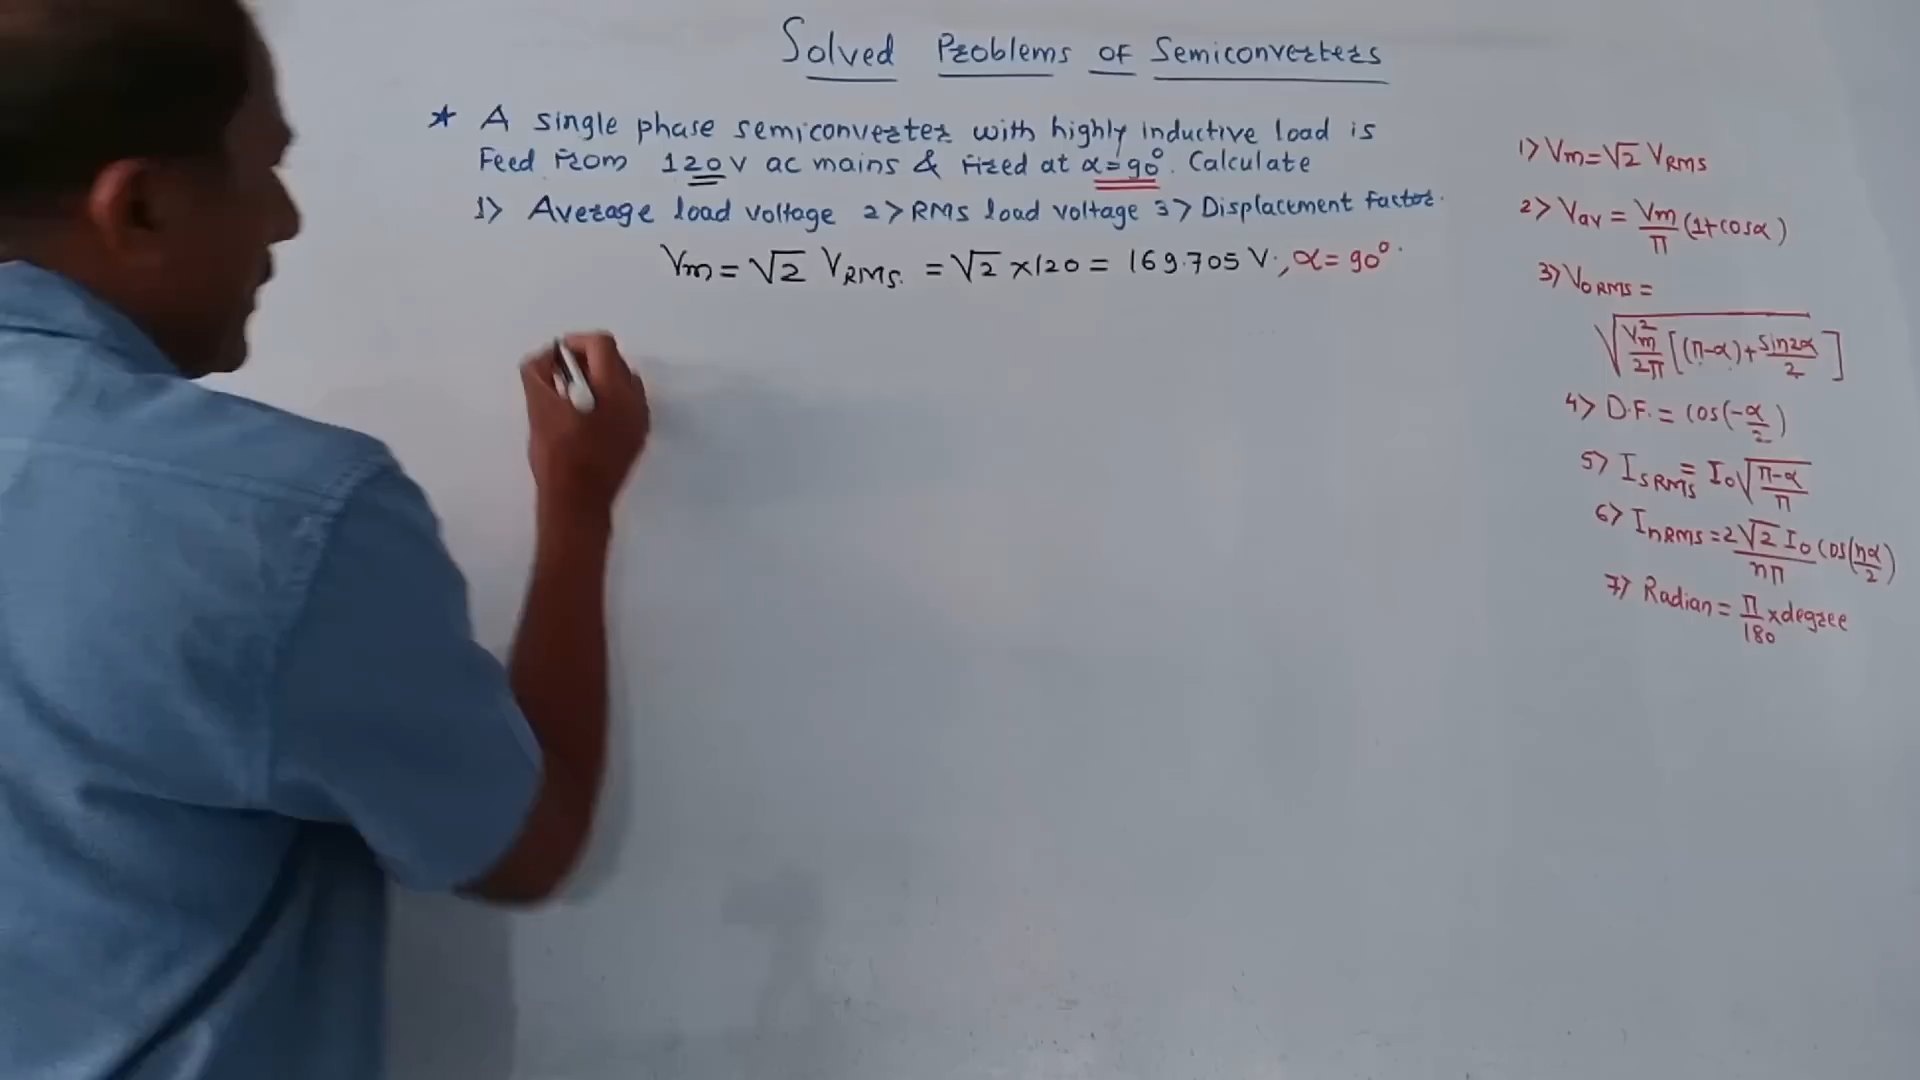 Solved Problems of Semiconverters
* A single phase semiconverter with highly inductive load is
Feed from 120 V ac mains & fired at α=90°. Calculate
1> Average load voltage 2> RMS load voltage 3> Displacement factor.
Vm = √2 VRMS. = √2 × 120 = 169.705 V., α = 90°.
1> Vm = √2 VRMS
2> Vav = Vm/π (1+cosα)
3> VO RMS =
√(Vm²/2π [(π-α) + sin2α/2])
4> D.F. = cos(-α/2)
5> ISRMS = Io √(π-α/π)
6> InRMS = 2√2 Io/nπ cos(nα/2)
7> Radian = π/180 × degree